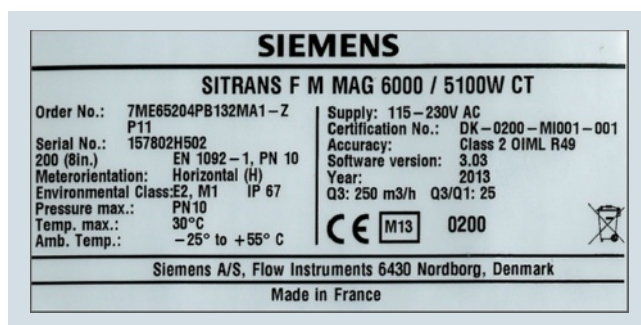 SIEMENS
SITRANS F M MAG 6000 / 5100W CT
Order No.: 7ME65204PB132MA1-Z
P11
Serial No.: 157802H502
200 (8in.) EN 1092-1, PN 10
Meterorientation: Horizontal (H)
Environmental Class:E2, M1 IP 67
Pressure max.: PN10
Temp. max.: 30°C
Amb. Temp.: -25° to +55° C
Supply: 115-230V AC
Certification No.: DK-0200-MI001-001
Accuracy: Class 2 OIML R49
Software version: 3.03
Year: 2013
Q3: 250 m3/h Q3/Q1: 25
CE M13 0200
Siemens A/S, Flow Instruments 6430 Nordborg, Denmark
Made in France